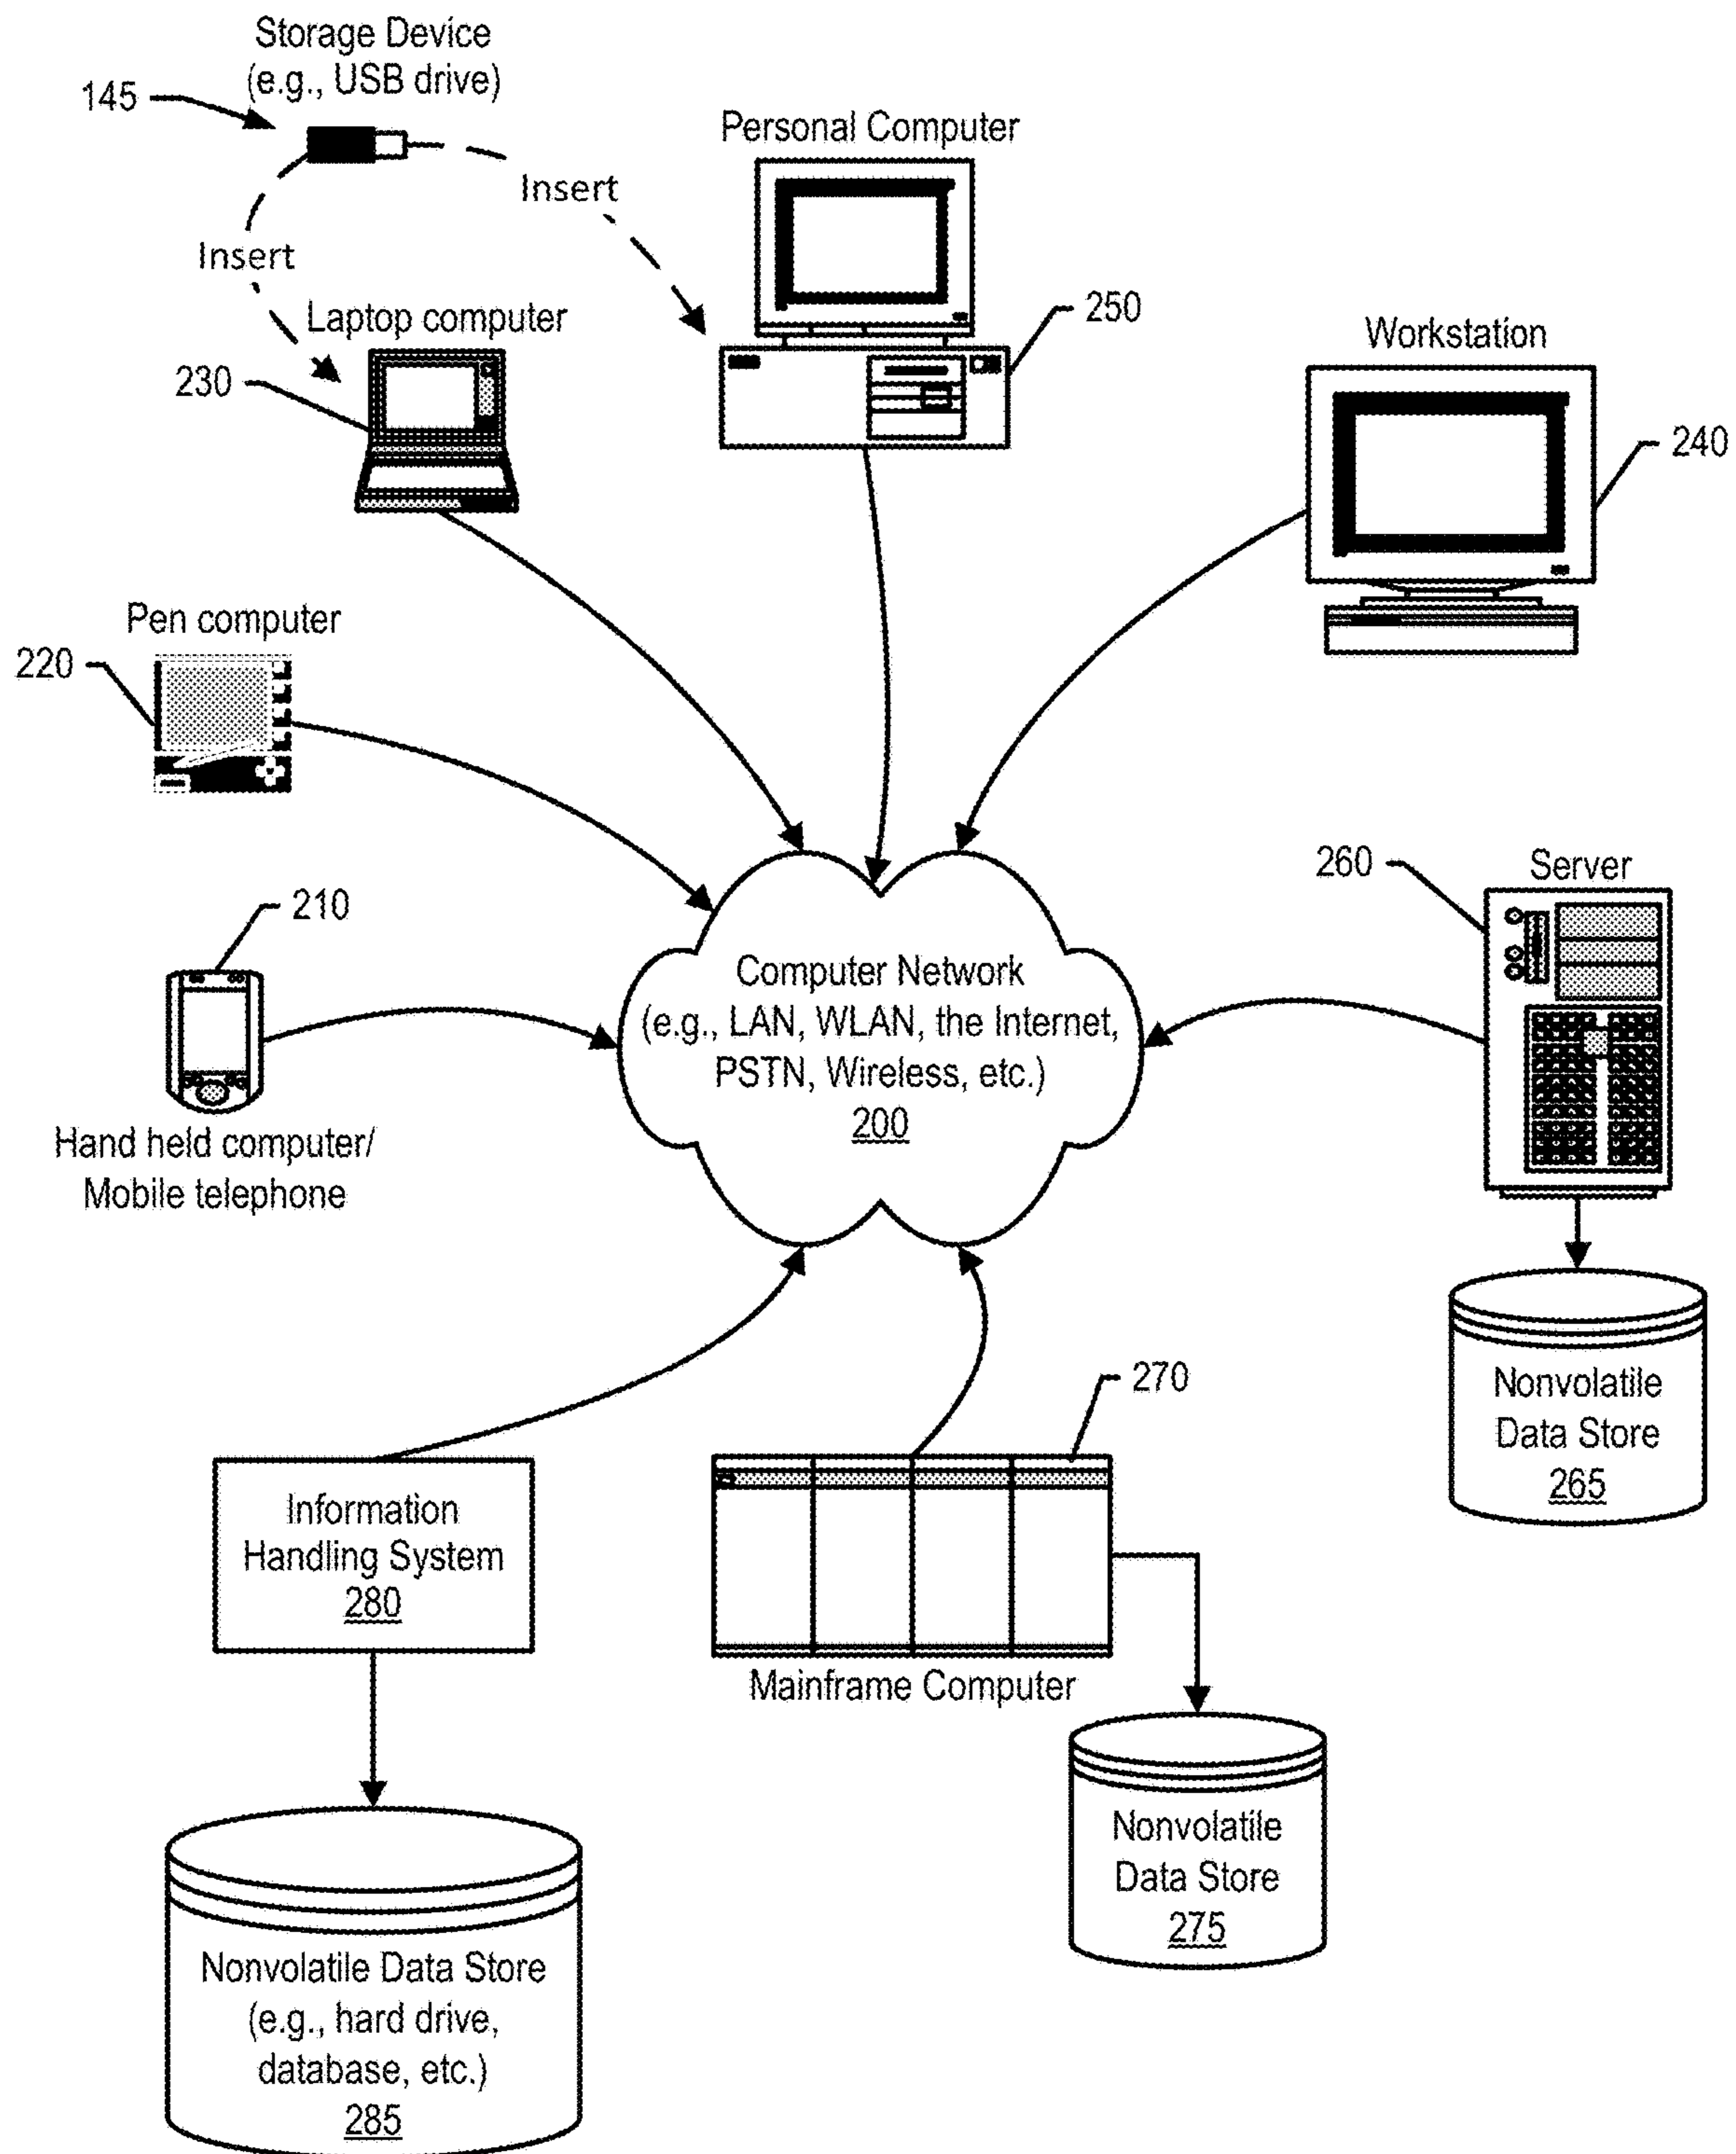 Storage Device
(e.g., USB drive)
145
Personal Computer
Insert
Insert
250
Laptop computer
230
Workstation
240
Pen computer
220
260
Server
210
Computer Network
(e.g., LAN, WLAN, the Internet,
PSTN, Wireless, etc.)
200
Hand held computer/
Mobile telephone
Nonvolatile
Data Store
265
270
Information
Handling System
280
Mainframe Computer
Nonvolatile
Data Store
275
Nonvolatile Data Store
(e.g., hard drive,
database, etc.)
285